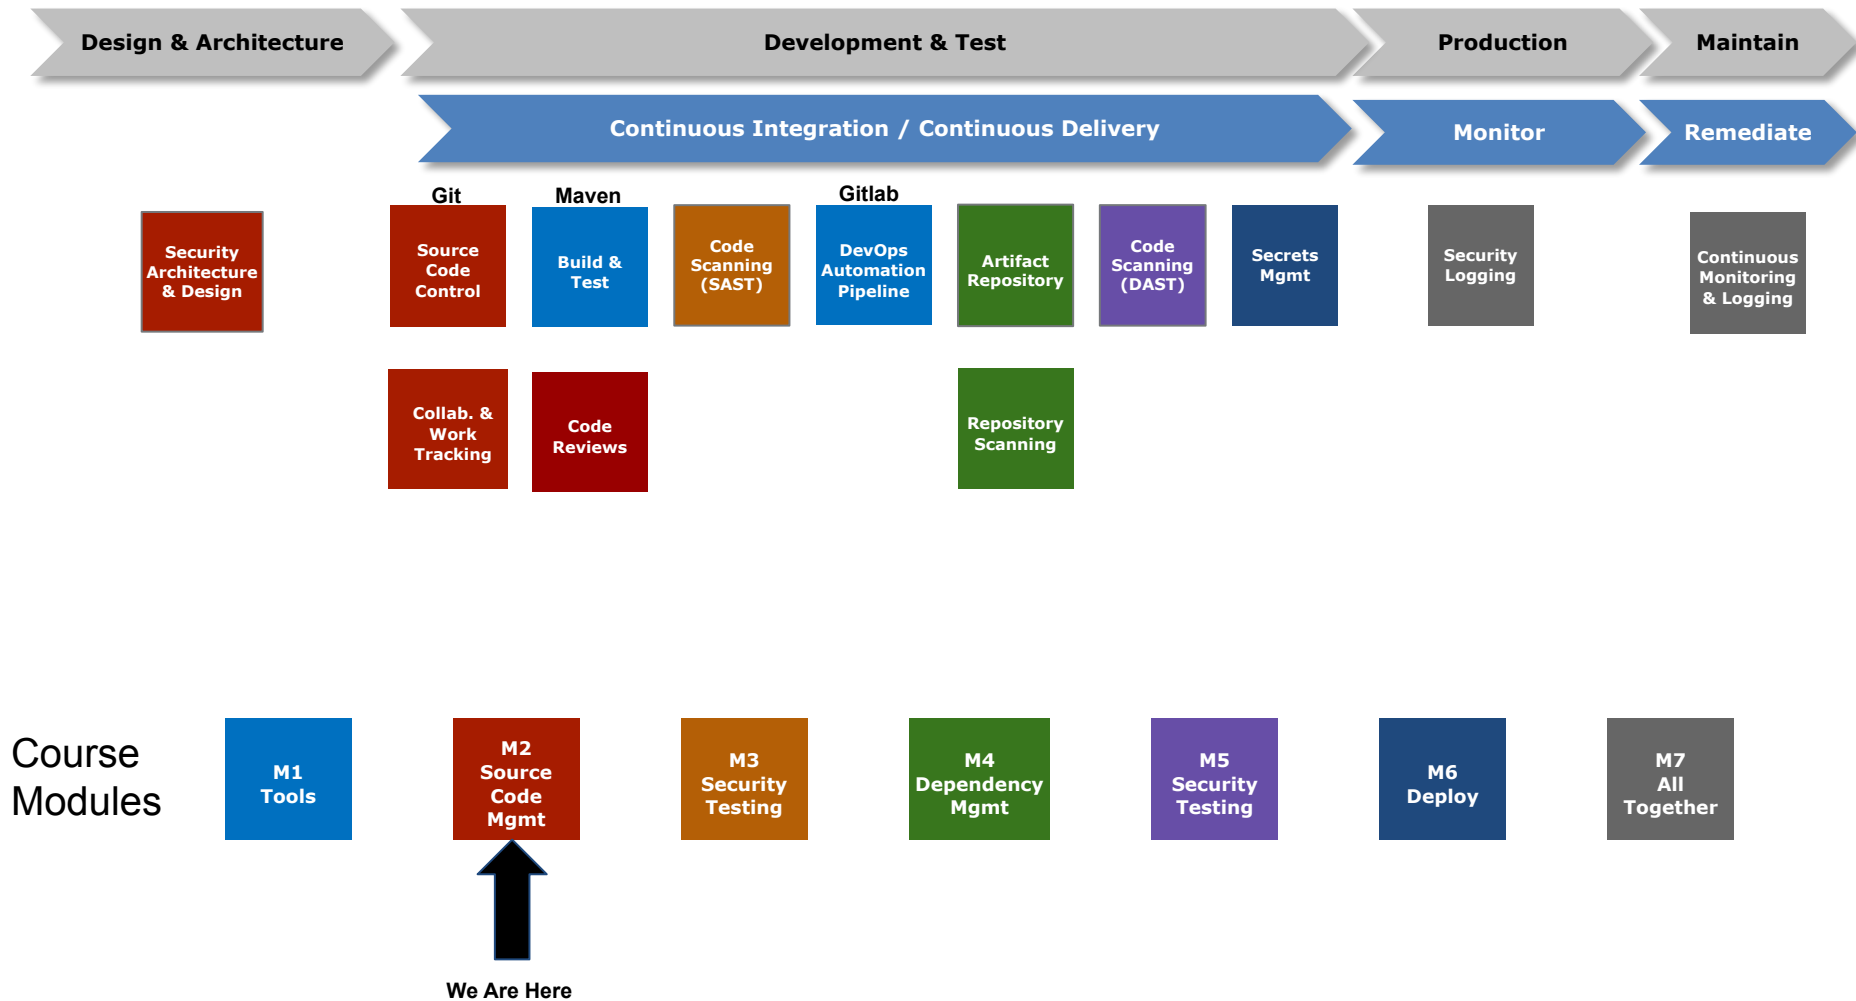 Design & Architecture
Development & Test
Production
Maintain
Continuous Integration / Continuous Delivery
Monitor
Remediate
Git
Maven
Gitlab
Security
Architecture
& Design
Source
Code
Control
Build &
Test
Code
Scanning
(SAST)
DevOps
Automation
Pipeline
Artifact
Repository
Code
Scanning
(DAST)
Secrets
Mgmt
Security
Logging
Continuous
Monitoring
& Logging
Collab. &
Work
Tracking
Code
Reviews
Repository
Scanning
Course
Modules
M1
Tools
M2
Source
Code
Mgmt
M3
Security
Testing
M4
Dependency
Mgmt
M5
Security
Testing
M6
Deploy
M7
All
Together
We Are Here